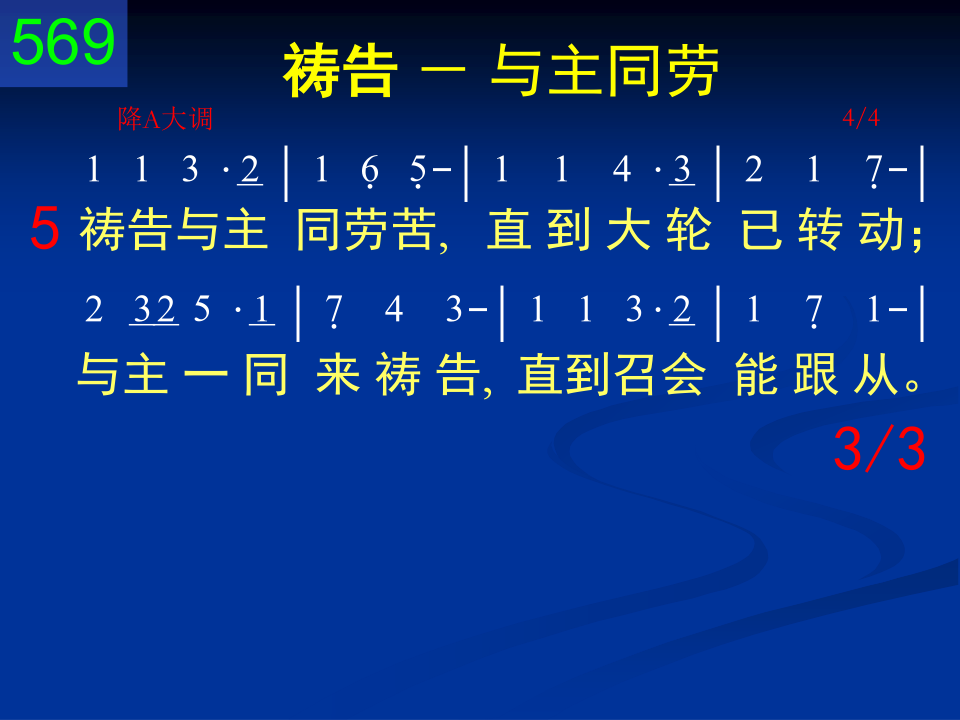 569
祷告 － 与主同劳
降A大调 4/4
1 1 3 · 2 | 1 6̣ 5̣ － | 1 1 4 · 3 | 2 1 7̣ － |
5 祷告与主 同劳苦, 直到大轮 已转动；
2 32 5 · 1 | 7̣ 4 3 － | 1 1 3 · 2 | 1 7̣ 1 － |
与主一同 来祷告, 直到召会 能跟从。
3/3